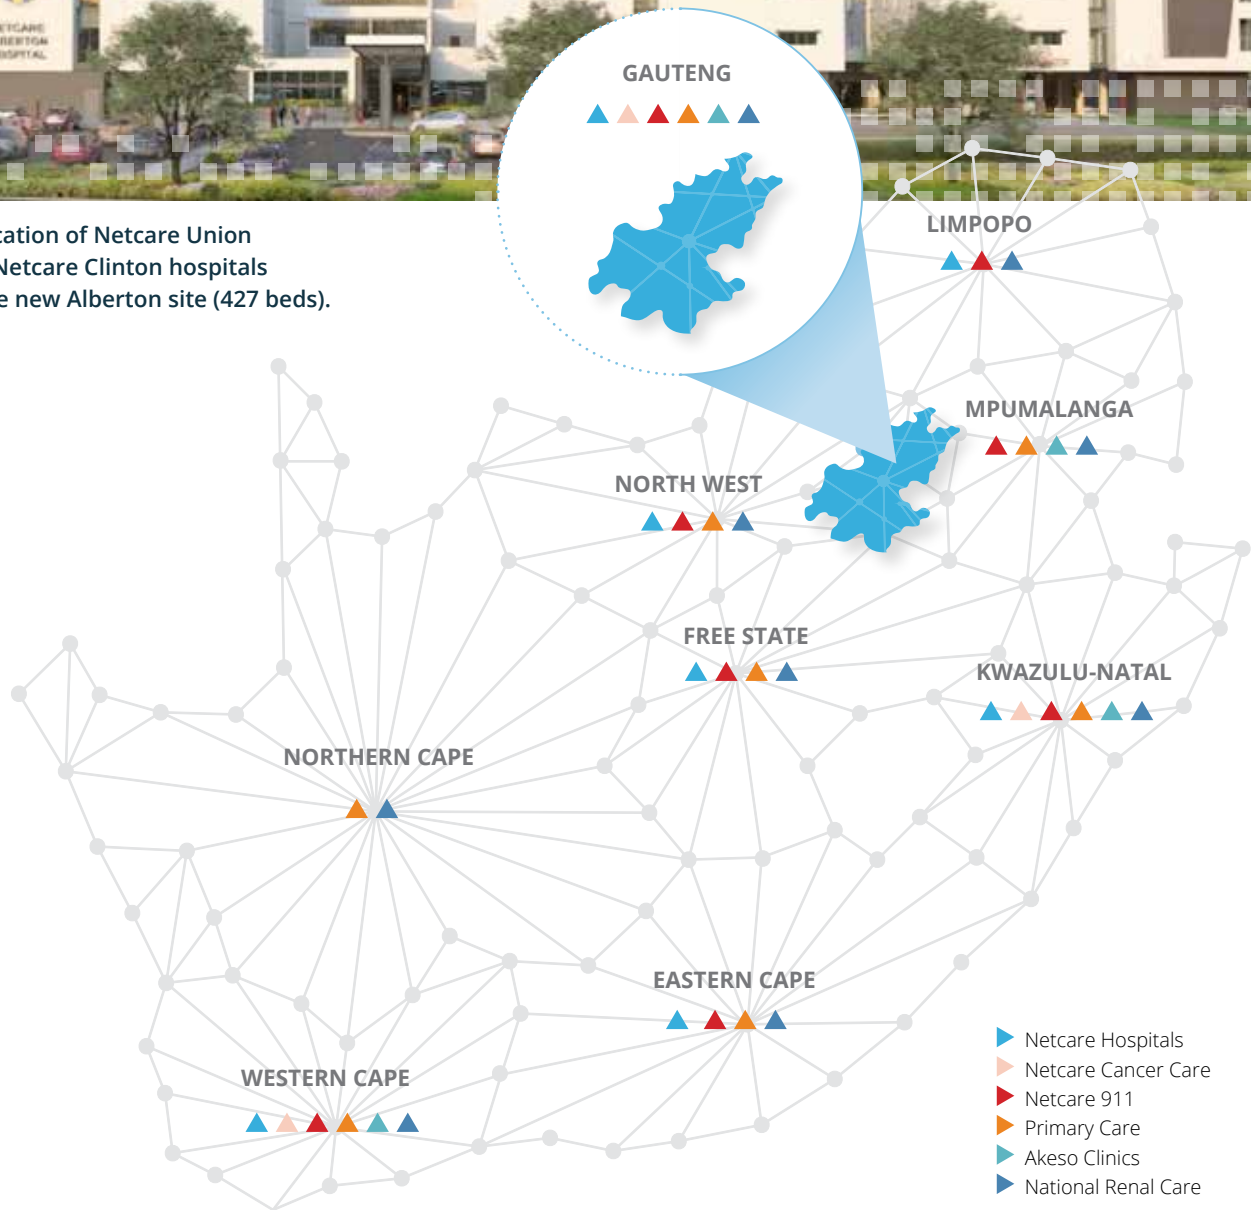 HOSPITAL
GAUTENG
cation of Netcare Union
Netcare Clinton hospitals
e new Alberton site (427 beds).
LIMPOPO
MPUMALANGA
NORTH WEST
FREE STATE
KWAZULU-NATAL
NORTHERN CAPE
EASTERN CAPE
WESTERN CAPE
Netcare Hospitals
Netcare Cancer Care
Netcare 911
Primary Care
Akeso Clinics
National Renal Care